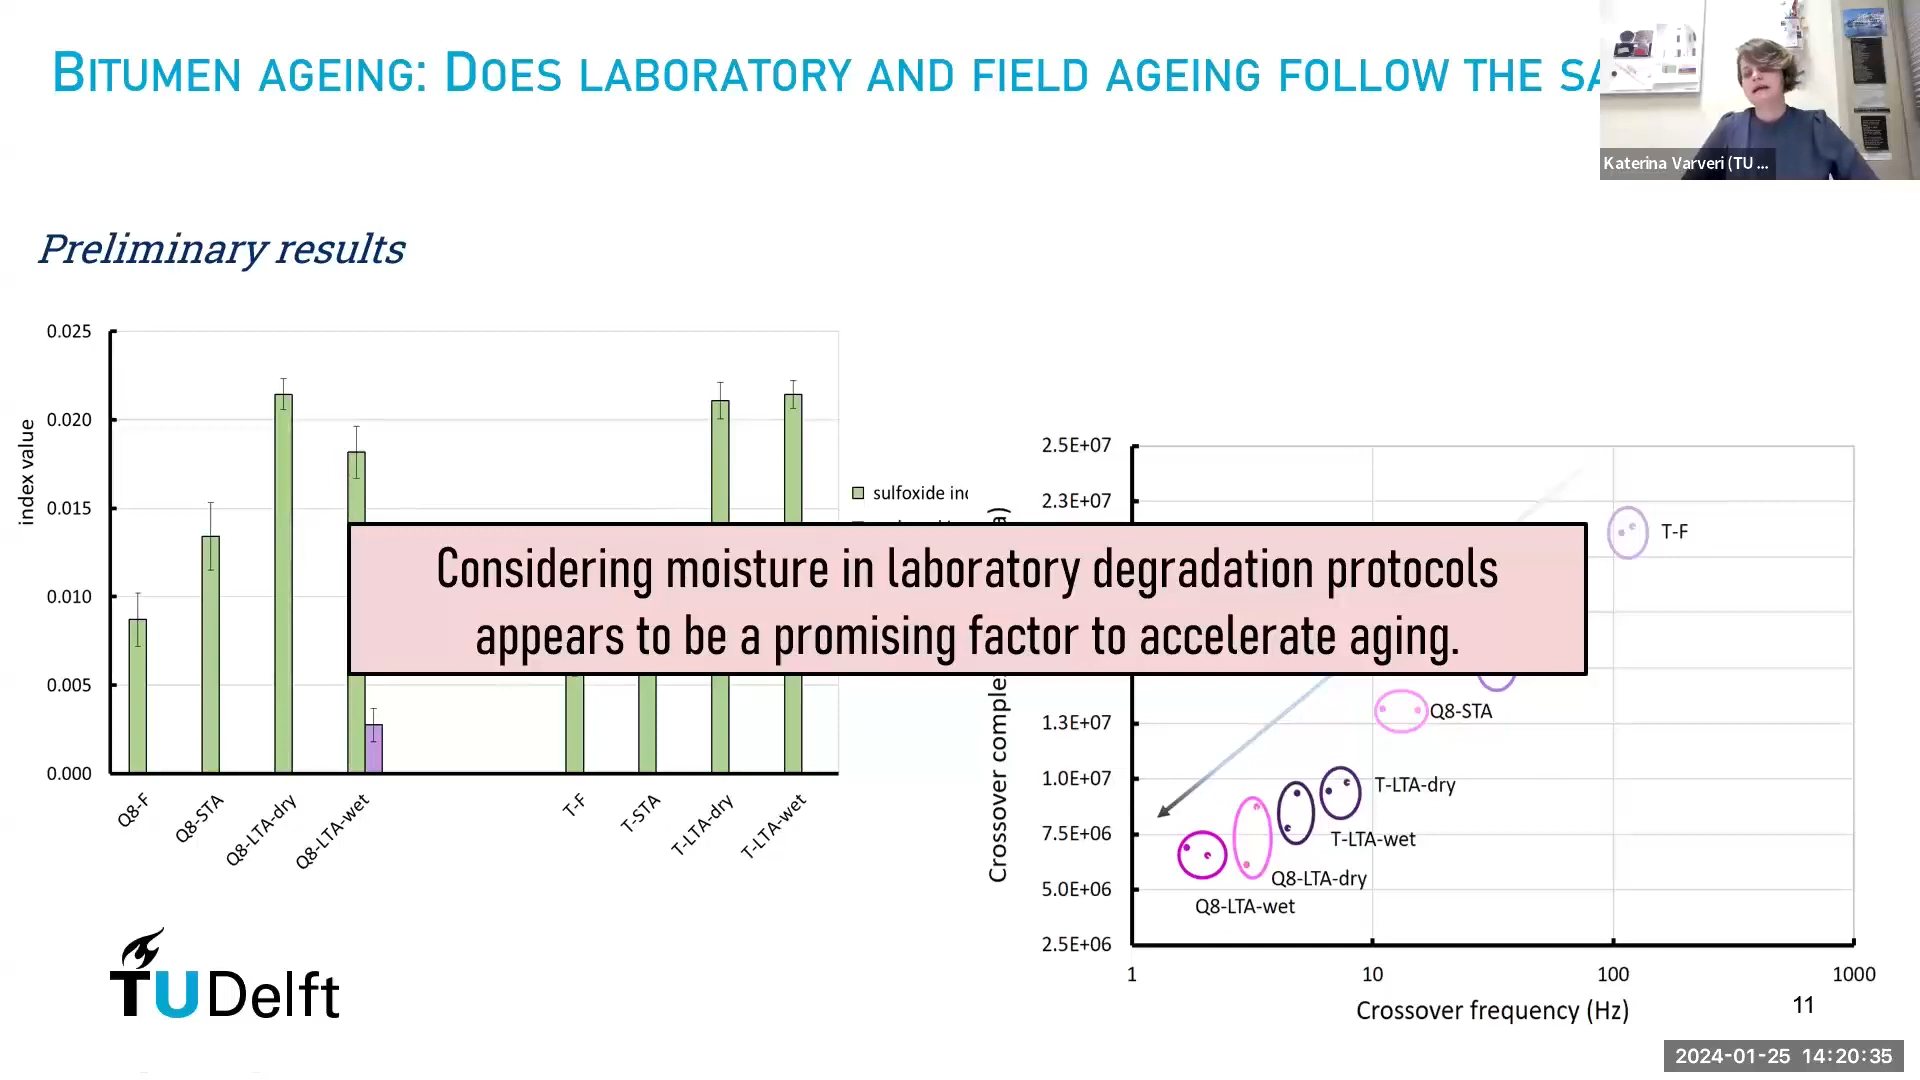 BITUMEN AGEING: DOES LABORATORY AND FIELD AGEING FOLLOW THE SA
Katerina Varveri (TU ...
Preliminary results
0.025
0.020
0.015
0.010
0.005
0.000
index value
Q8-F
Q8-STA
Q8-LTA-dry
Q8-LTA-wet
T-F
T-STA
T-LTA-dry
T-LTA-wet
sulfoxide
Considering moisture in laboratory degradation protocols
appears to be a promising factor to accelerate aging.
2.5E+07
2.3E+07
1.3E+07
1.0E+07
7.5E+06
5.0E+06
2.5E+06
Crossover
T-F
Q8-STA
T-LTA-dry
T-LTA-wet
Q8-LTA-dry
Q8-LTA-wet
1
10
100
1000
Crossover frequency (Hz)
TUDelft
11
2024-01-25 14:20:35